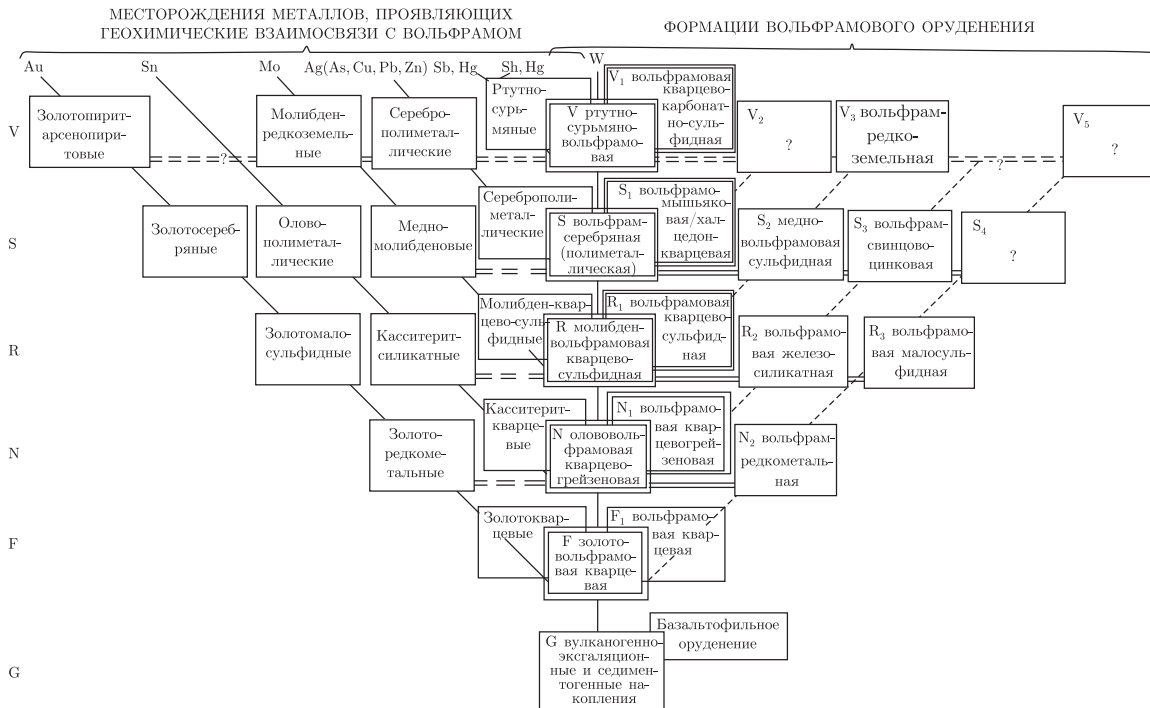 МЕСТОРОЖДЕНИЯ МЕТАЛЛОВ, ПРОЯВЛЯЮЩИХ
ГЕОХИМИЧЕСКИЕ ВЗАИМОСВЯЗИ С ВОЛЬФРАМОМ
ФОРМАЦИИ ВОЛЬФРАМОВОГО ОРУДЕНЕНИЯ
Au
Sn
Mo
Ag(As, Cu, Pb, Zn)
Sb, Hg
Sh, Hg
W
V
Золотопирит-
арсенопири-
товые
Молибден-
редкоземель-
ные
Серебро-
полиметал-
лические
Ртутно-
сурь-
мяные
V ртутно-
сурьмяно-
вольфрамо-
вая
V1 вольфрамовая
кварцево-
карбонат-
но-суль-
фидная
V2
?
V3 вольфрам-
редко-
земельная
V5
?
?
?
S
Золотосереб-
ряные
Олово-
полиметал-
лические
Медно-
молибденовые
Сереброполи-
метал-
лические
S вольфрам-
серебряная
(полиметал-
лическая)
S1 вольфрамо-
мышьяко-
вая/хал-
цедон-
кварцевая
S2 медно-
вольфрамовая
сульфидная
S3 вольфрам-
свинцово-
цинковая
S4
?
R
Золотомало-
сульфидные
Касситерит-
силикатные
Молибден-квар-
цево-суль-
фидные
R молибден-
вольфрамовая
кварцево-
сульфидная
R1 вольфрамовая
кварцево-
сульфид-
ная
R2 вольфрамо-
вая железо-
силикатная
R3 вольфрамо-
вая малосуль-
фидная
N
Золото-
редкоме-
тальные
Касситерит-
кварце-
вые
N олововоль-
фрамовая
кварцево-
грейзеновая
N1 вольфрамо-
вая квар-
цевогрей-
зеновая
N2 вольфрам-
редкометаль-
ная
F
Золотоквар-
цевые
F золото-
вольфрамо-
вая кварце-
вая
F1 вольфрамо-
вая квар-
цевая
G
G вулканогенно-
эксгаляцион-
ные и седимен-
тогенные на-
копления
Базальтофильное
оруденение